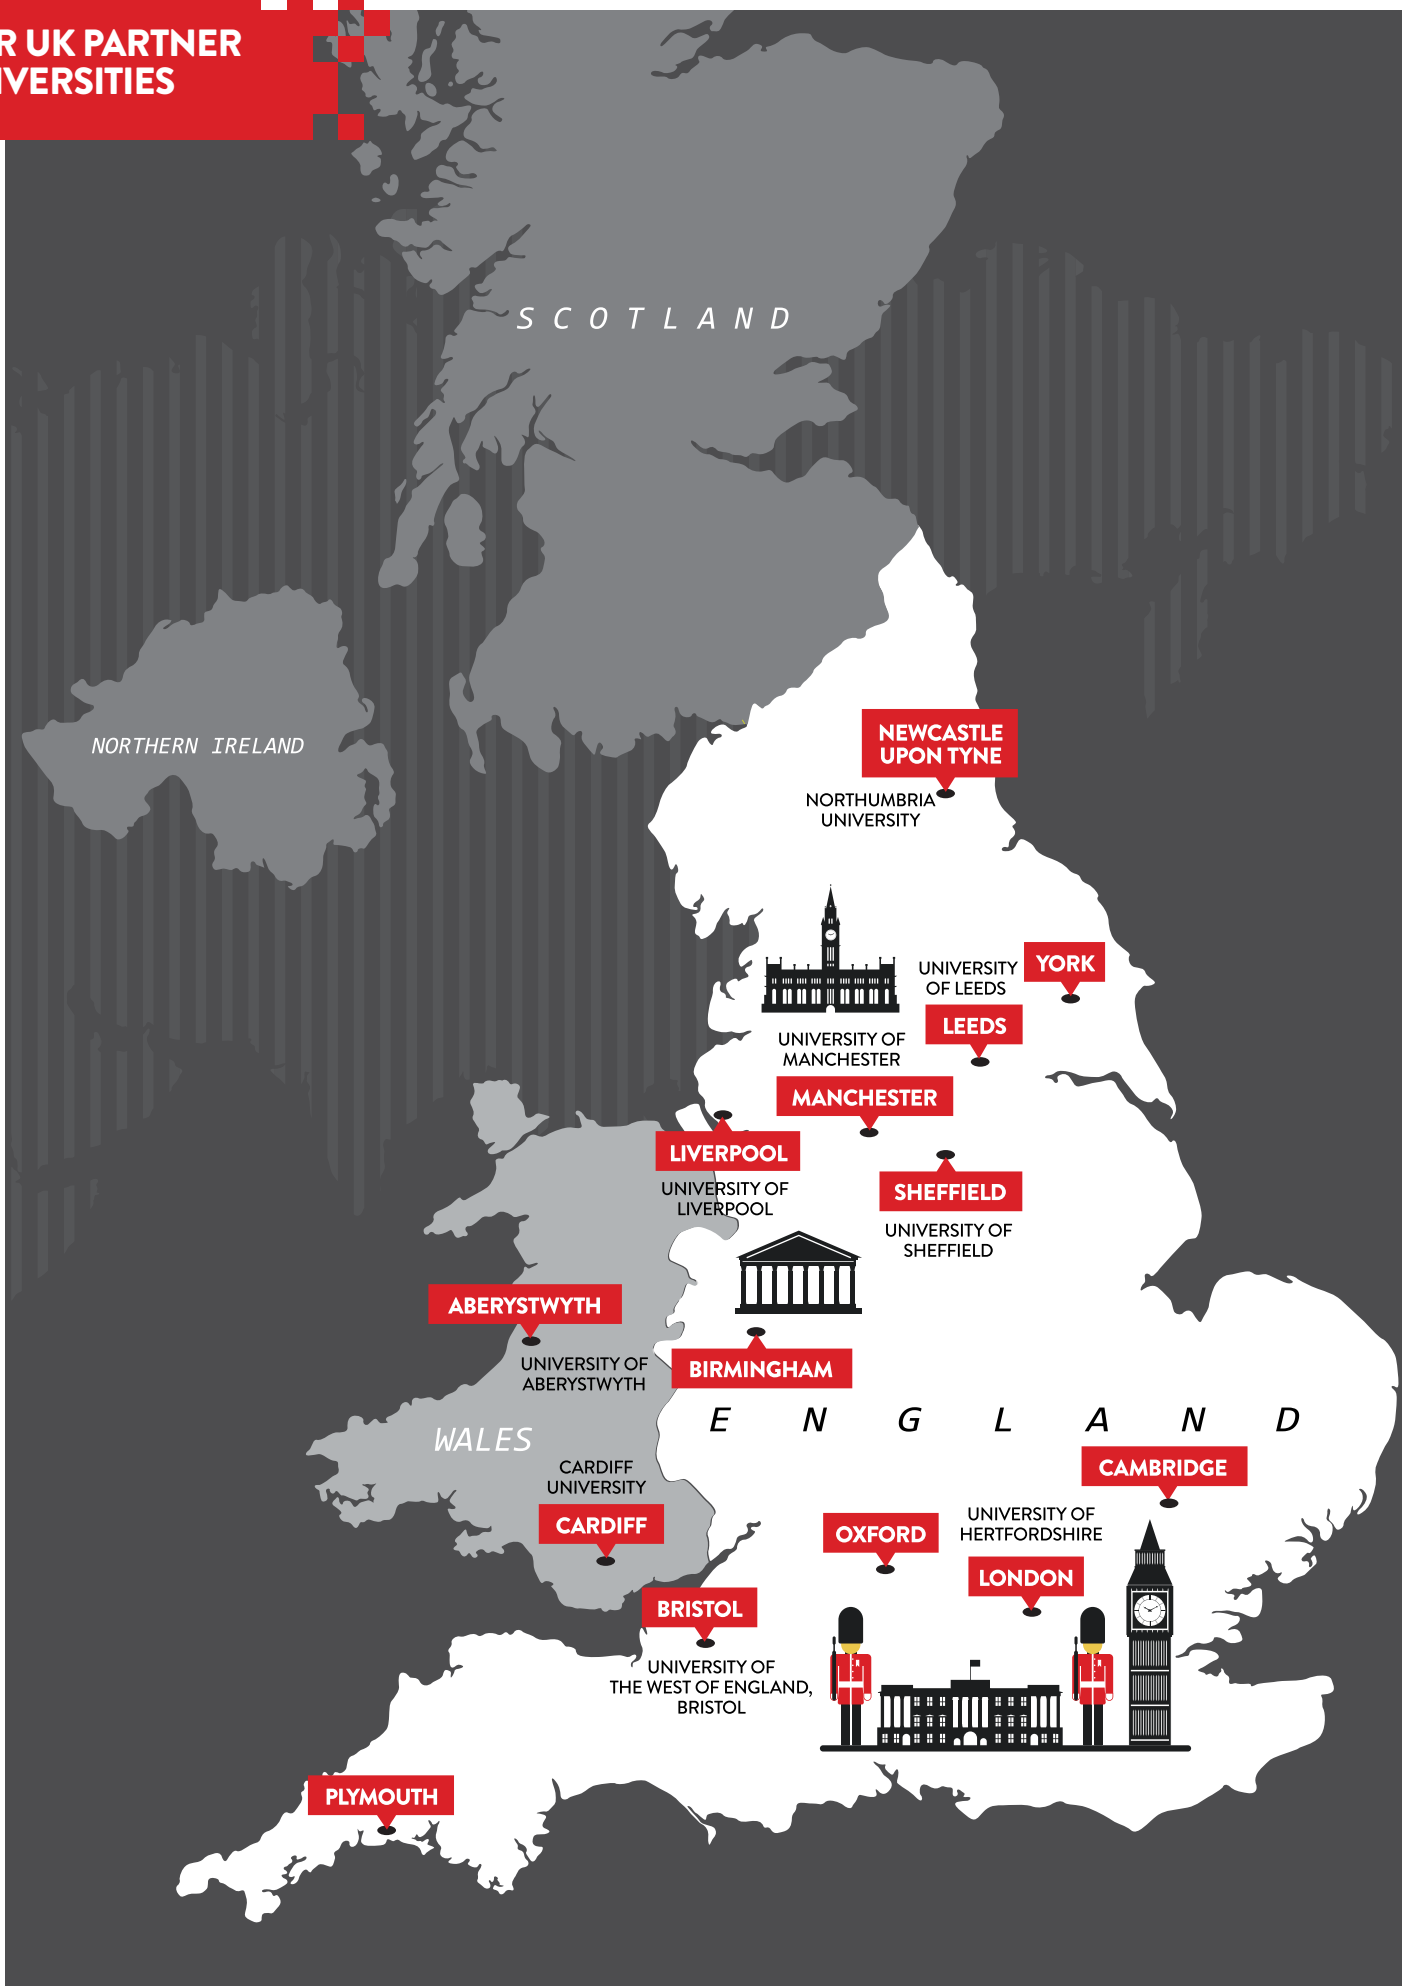 R UK PARTNER
IVERSITIES
SCOTLAND
NORTHERN IRELAND
NEWCASTLE
UPON TYNE
NORTHUMBRIA
UNIVERSITY
YORK
UNIVERSITY
OF LEEDS
LEEDS
UNIVERSITY OF
MANCHESTER
MANCHESTER
LIVERPOOL
UNIVERSITY OF
LIVERPOOL
SHEFFIELD
UNIVERSITY OF
SHEFFIELD
ABERYSTWYTH
UNIVERSITY OF
ABERYSTWYTH
BIRMINGHAM
ENGLAND
WALES
CARDIFF
UNIVERSITY
CARDIFF
CAMBRIDGE
OXFORD
UNIVERSITY OF
HERTFORDSHIRE
LONDON
BRISTOL
UNIVERSITY OF
THE WEST OF ENGLAND,
BRISTOL
PLYMOUTH